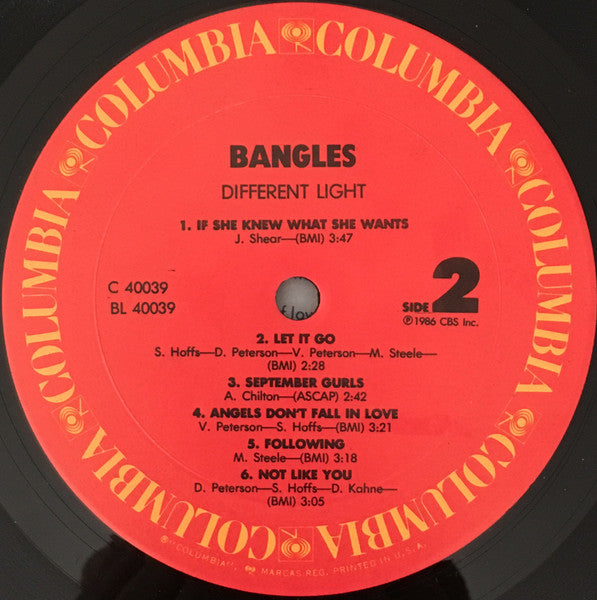 COLUMBIA COLUMBIA COLUMBIA COLUMBIA COLUMBIA COLUMBIA COLUMBIA COLUMBIA
BANGLES
DIFFERENT LIGHT
1. IF SHE KNEW WHAT SHE WANTS
J. Shear—(BMI) 3:47
C 40039
BL 40039
SIDE 2
℗1986 CBS Inc.
2. LET IT GO
S. Hoffs—D. Peterson—V. Peterson—M. Steele—
(BMI) 2:28
3. SEPTEMBER GURLS
A. Chilton—(ASCAP) 2:42
4. ANGELS DON'T FALL IN LOVE
V. Peterson—S. Hoffs—(BMI) 3:21
5. FOLLOWING
M. Steele—(BMI) 3:18
6. NOT LIKE YOU
D. Peterson—S. Hoffs—D. Kahne—
(BMI) 3:05
"COLUMBIA", MARCAS REG. PRINTED IN U.S.A.